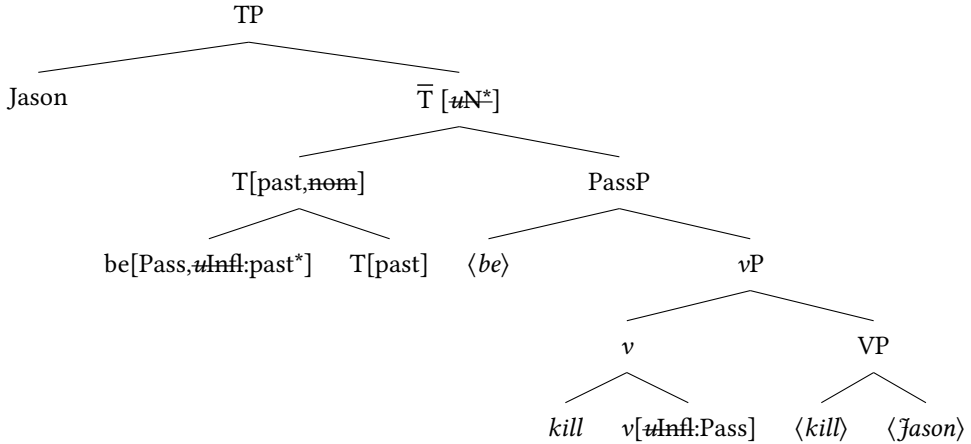 TP
Jason T̅ [uN*]
T[past,nom] PassP
be[Pass,uInfl:past*] T[past] ⟨be⟩ vP
v VP
kill v[uInfl:Pass] ⟨kill⟩ ⟨Jason⟩